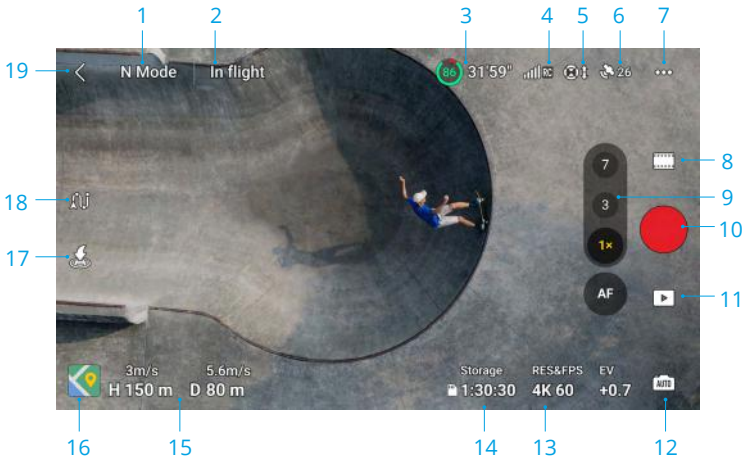 1 2 3 4 5 6 7
19 N Mode In flight 86 31'59" RC 26
7 8
3 9
18 10
1×
17 AF 11
3m/s 5.6m/s Storage RES&FPS EV
H 150 m D 80 m 1:30:30 4K 60 +0.7 AUTO
16 15 14 13 12